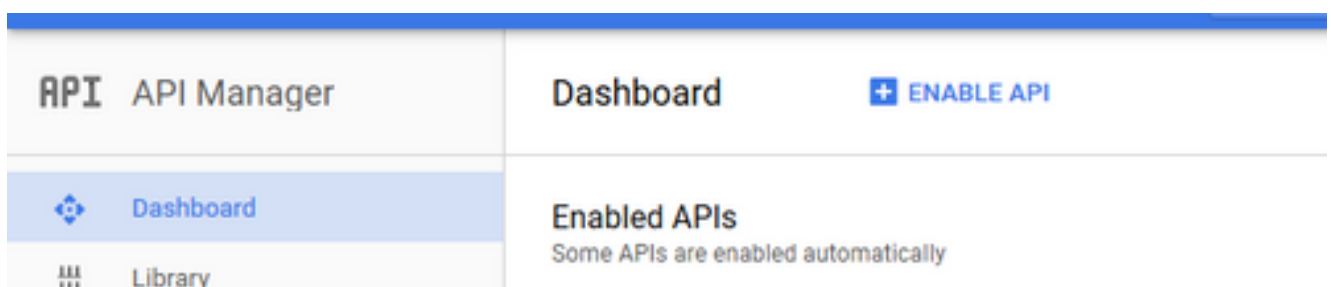 API API Manager
Dashboard
Library
Dashboard ENABLE API
Enabled APIs
Some APIs are enabled automatically